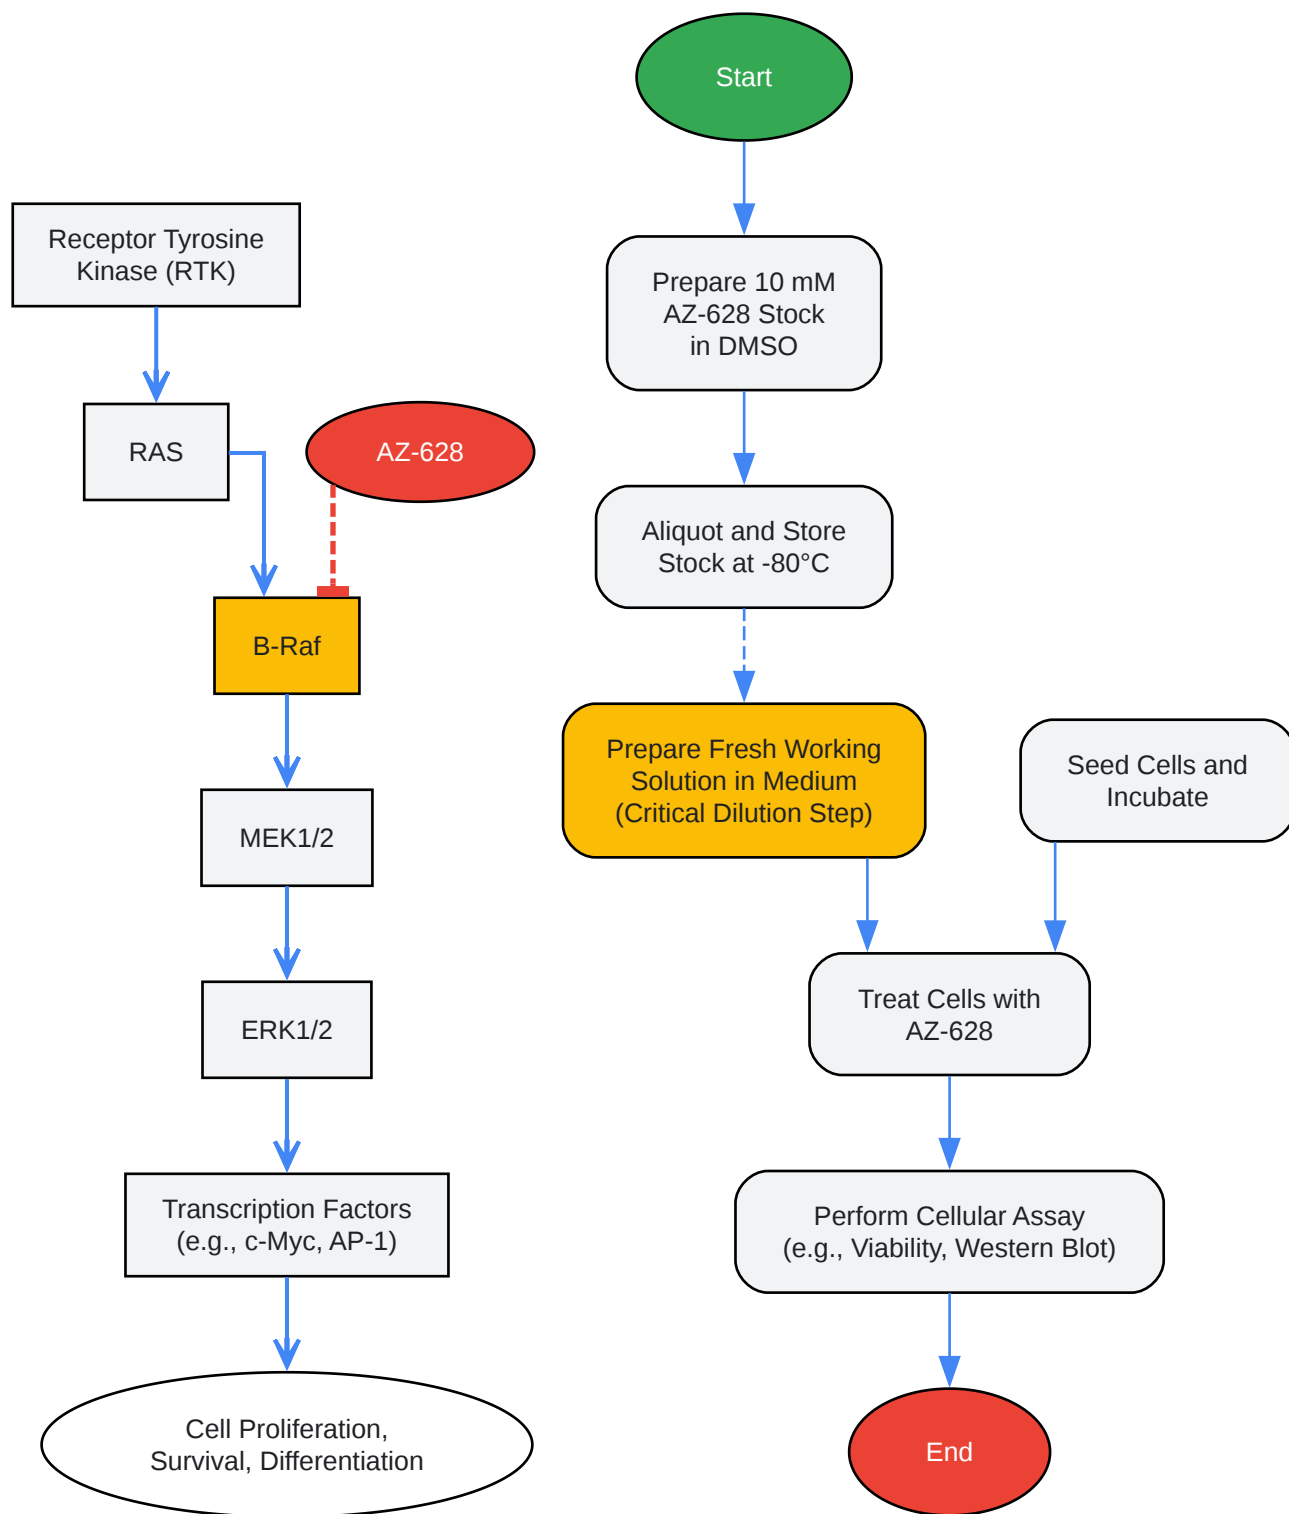 Receptor Tyrosine
Kinase (RTK)
RAS
AZ-628
B-Raf
MEK1/2
ERK1/2
Transcription Factors
(e.g., c-Myc, AP-1)
Cell Proliferation,
Survival, Differentiation
Start
Prepare 10 mM
AZ-628 Stock
in DMSO
Aliquot and Store
Stock at -80°C
Prepare Fresh Working
Solution in Medium
(Critical Dilution Step)
Seed Cells and
Incubate
Treat Cells with
AZ-628
Perform Cellular Assay
(e.g., Viability, Western Blot)
End